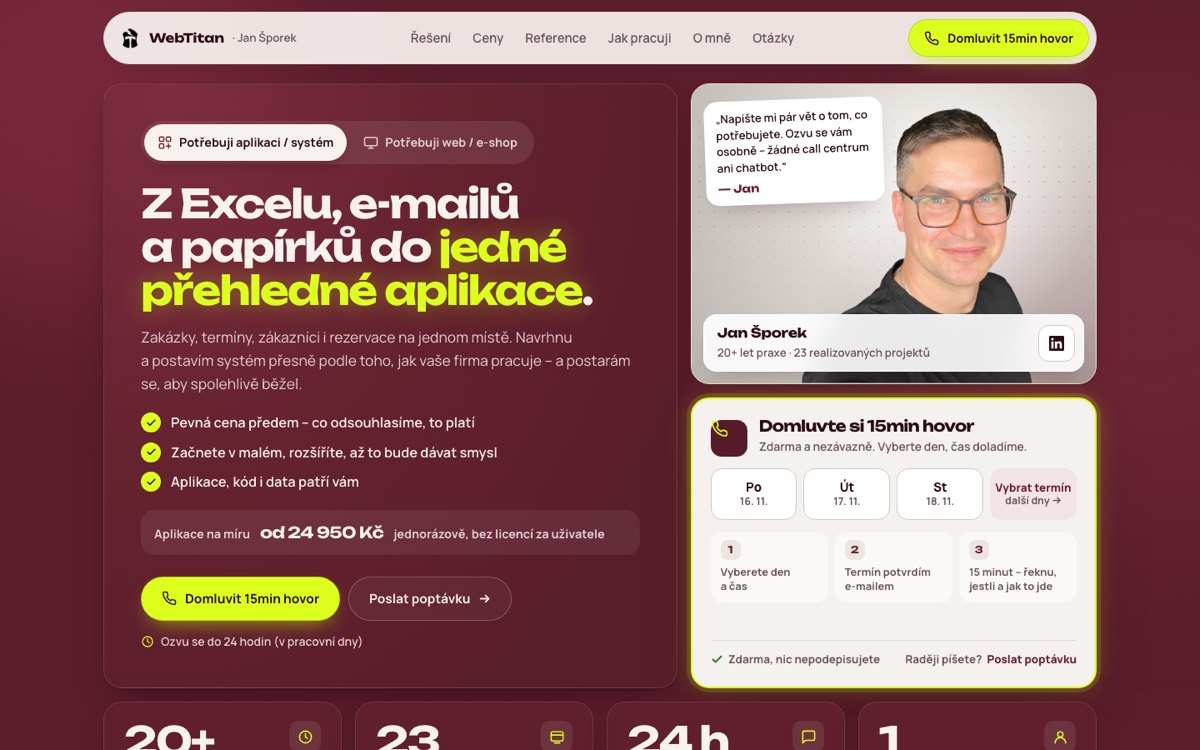 WebTitan · Jan Šporek
Řešení Ceny Reference Jak pracuji O mně Otázky
Domluvit 15min hovor
Potřebuji aplikaci / systém
Potřebuji web / e-shop
Z Excelu, e-mailů
a papírků do jedné
přehledné aplikace.
Zakázky, termíny, zákazníci i rezervace na jednom místě. Navrhnu
a postavím systém přesně podle toho, jak vaše firma pracuje – a postarám
se, aby spolehlivě běžel.
Pevná cena předem – co odsouhlasíme, to platí
Začnete v malém, rozšíříte, až to bude dávat smysl
Aplikace, kód i data patří vám
Aplikace na míru od 24 950 Kč jednorázově, bez licencí za uživatele
Domluvit 15min hovor
Poslat poptávku →
Ozvu se do 24 hodin (v pracovní dny)
„Napište mi pár vět o tom, co
potřebujete. Ozvu se vám
osobně – žádné call centrum
ani chatbot.“
— Jan
Jan Šporek
20+ let praxe · 23 realizovaných projektů
in
Domluvte si 15min hovor
Zdarma a nezávazně. Vyberte den, čas doladíme.
Po
16. 11.
Út
17. 11.
St
18. 11.
Vybrat termín
další dny →
1
Vyberete den
a čas
2
Termín potvrdím
e-mailem
3
15 minut – řeknu,
jestli a jak to jde
Zdarma, nic nepodepisujete
Raději píšete? Poslat poptávku
20+
23
24 h
1